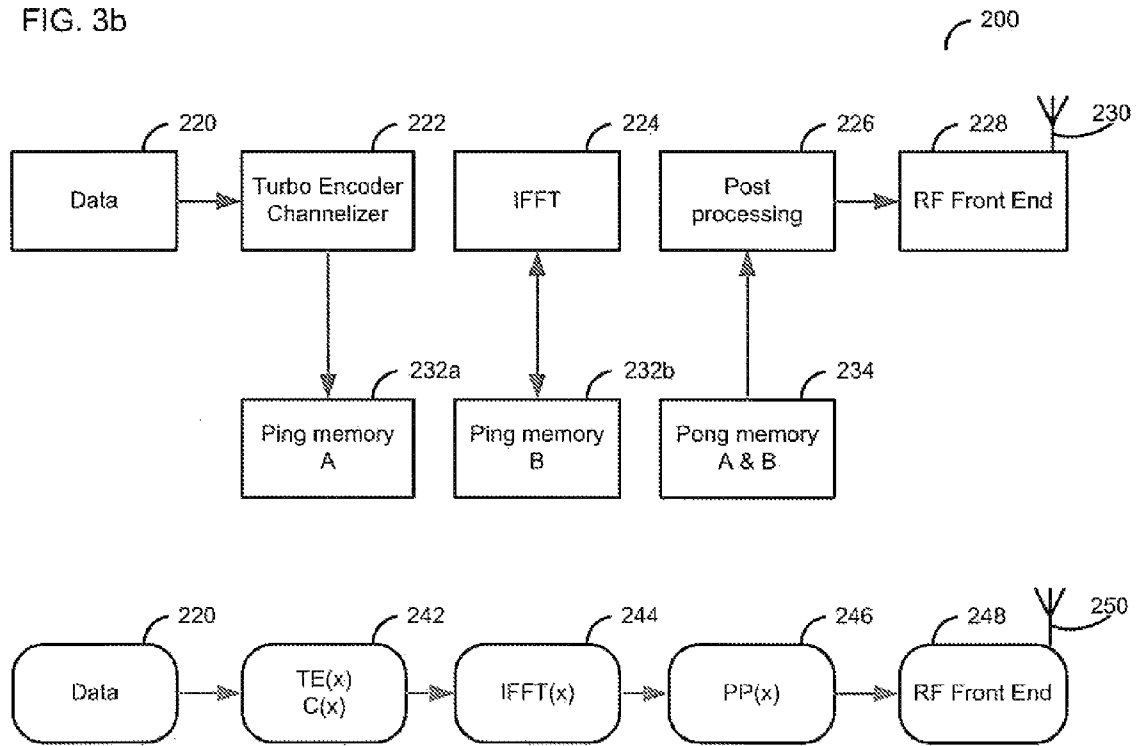 FIG. 3b
200
220
222
224
226
228
230
Data
Turbo Encoder
Channelizer
IFFT
Post
processing
RF Front End
232a
232b
234
Ping memory
A
Ping memory
B
Pong memory
A & B
220
242
244
246
248
250
Data
TE(x)
C(x)
IFFT(x)
PP(x)
RF Front End